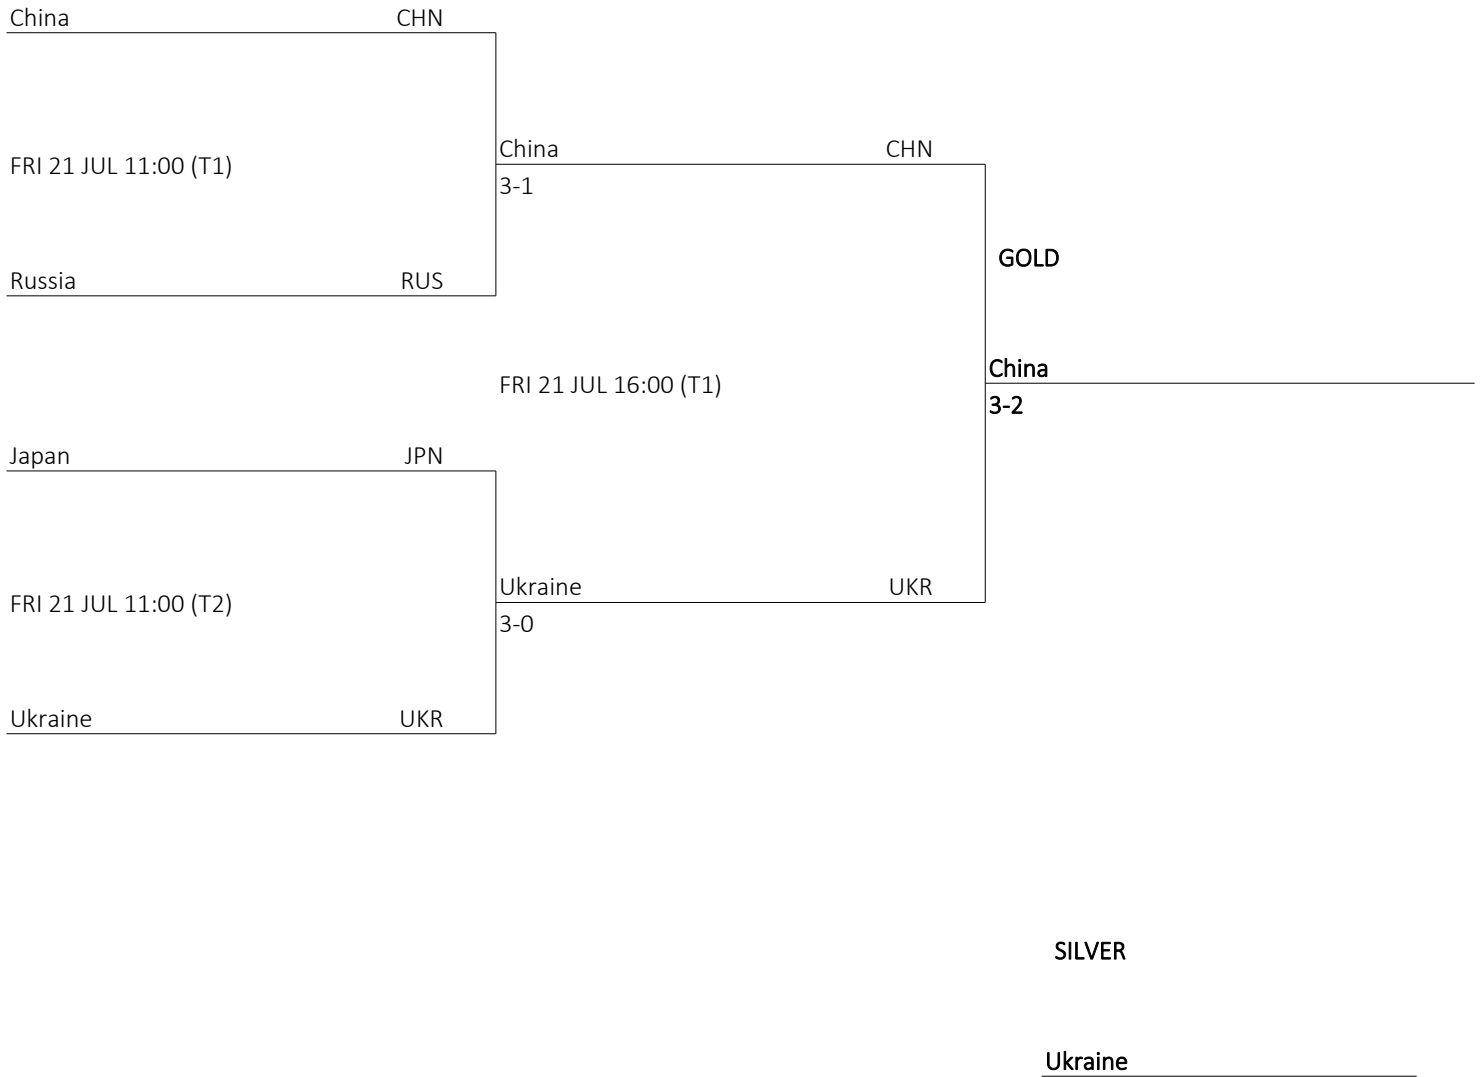 China CHN
China CHN
FRI 21 JUL 11:00 (T1)
3-1
GOLD
Russia RUS
China
FRI 21 JUL 16:00 (T1)
3-2
Japan JPN
Ukraine UKR
FRI 21 JUL 11:00 (T2)
3-0
Ukraine UKR
SILVER
Ukraine